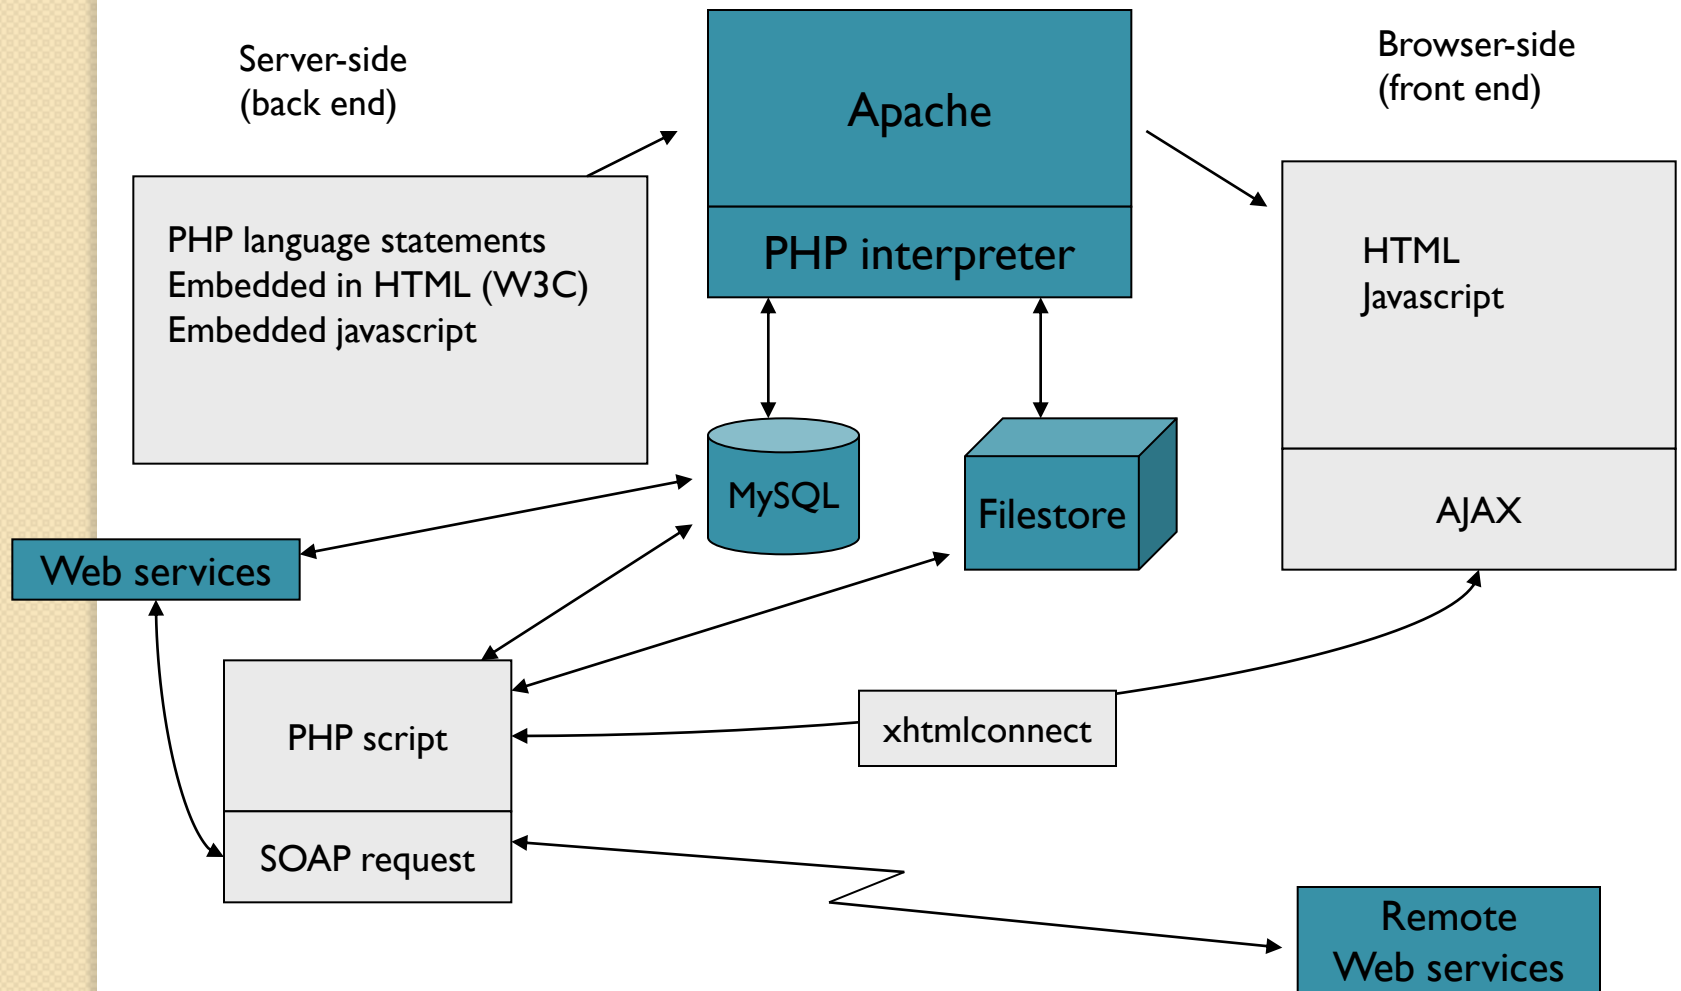 Server-side
(back end)
Apache
PHP interpreter
Browser-side
(front end)
PHP language statements
Embedded in HTML (W3C)
Embedded javascript
HTML
Javascript
AJAX
MySQL
Filestore
Web services
PHP script
SOAP request
xhtmlconnect
Remote
Web services